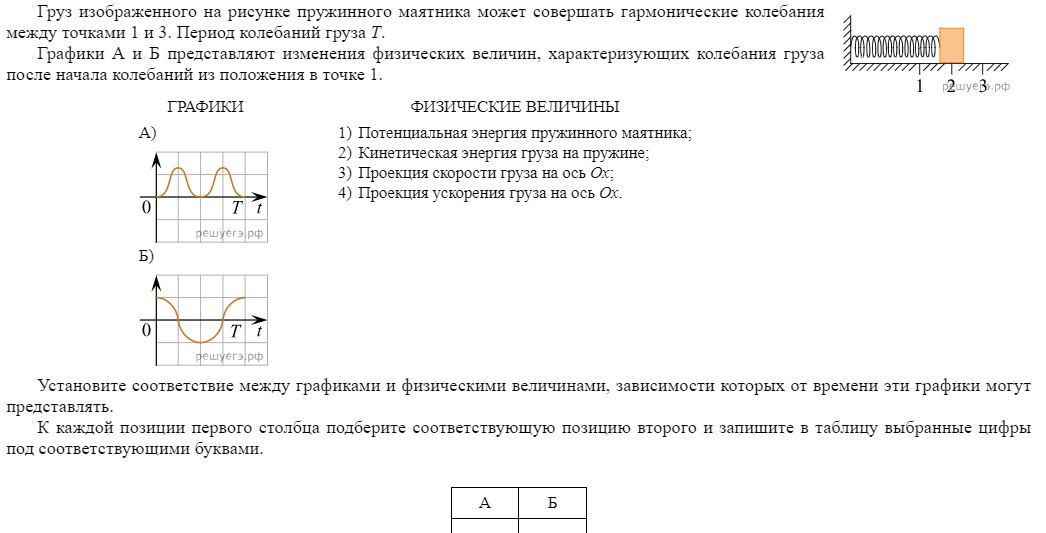 Груз изображенного на рисунке пружинного маятника может совершать гармонические колебания
между точками 1 и 3. Период колебаний груза T.
Графики А и Б представляют изменения физических величин, характеризующих колебания груза
после начала колебаний из положения в точке 1.
1 2 3
решуегэ.рф
ГРАФИКИ
ФИЗИЧЕСКИЕ ВЕЛИЧИНЫ
А)
0 T t
решуегэ.рф
Б)
0 T t
решуегэ.рф
1) Потенциальная энергия пружинного маятника;
2) Кинетическая энергия груза на пружине;
3) Проекция скорости груза на ось Ox;
4) Проекция ускорения груза на ось Ox.
Установите соответствие между графиками и физическими величинами, зависимости которых от времени эти графики могут
представлять.
К каждой позиции первого столбца подберите соответствующую позицию второго и запишите в таблицу выбранные цифры
под соответствующими буквами.
А Б